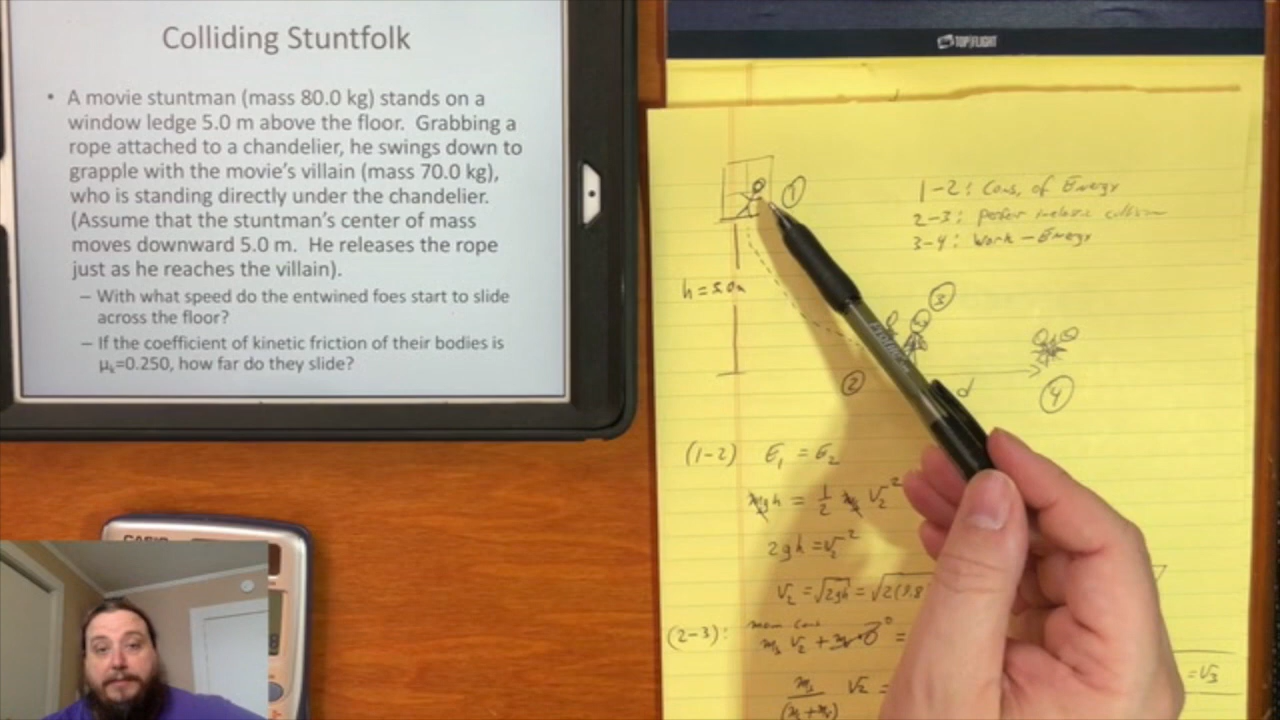 Colliding Stuntfolk
• A movie stuntman (mass 80.0 kg) stands on a
window ledge 5.0 m above the floor. Grabbing a
rope attached to a chandelier, he swings down to
grapple with the movie's villain (mass 70.0 kg),
who is standing directly under the chandelier.
(Assume that the stuntman's center of mass
moves downward 5.0 m. He releases the rope
just as he reaches the villain).
– With what speed do the entwined foes start to slide
across the floor?
– If the coefficient of kinetic friction of their bodies is
μₖ=0.250, how far do they slide?
TOP FLIGHT
1
1-2: Cons. of Energy
2-3: inelastic collision
3-4: Work-Energy
h = 5.0m
3
2
d
4
(1-2) E₁ = E₂
mgh = 1/2 m v₂²
2gh = v₂²
v₂ = √2gh = √2(9.8
(2-3): mom cons
v₂ + 0 =
v₂ =
= v₃
CASIO